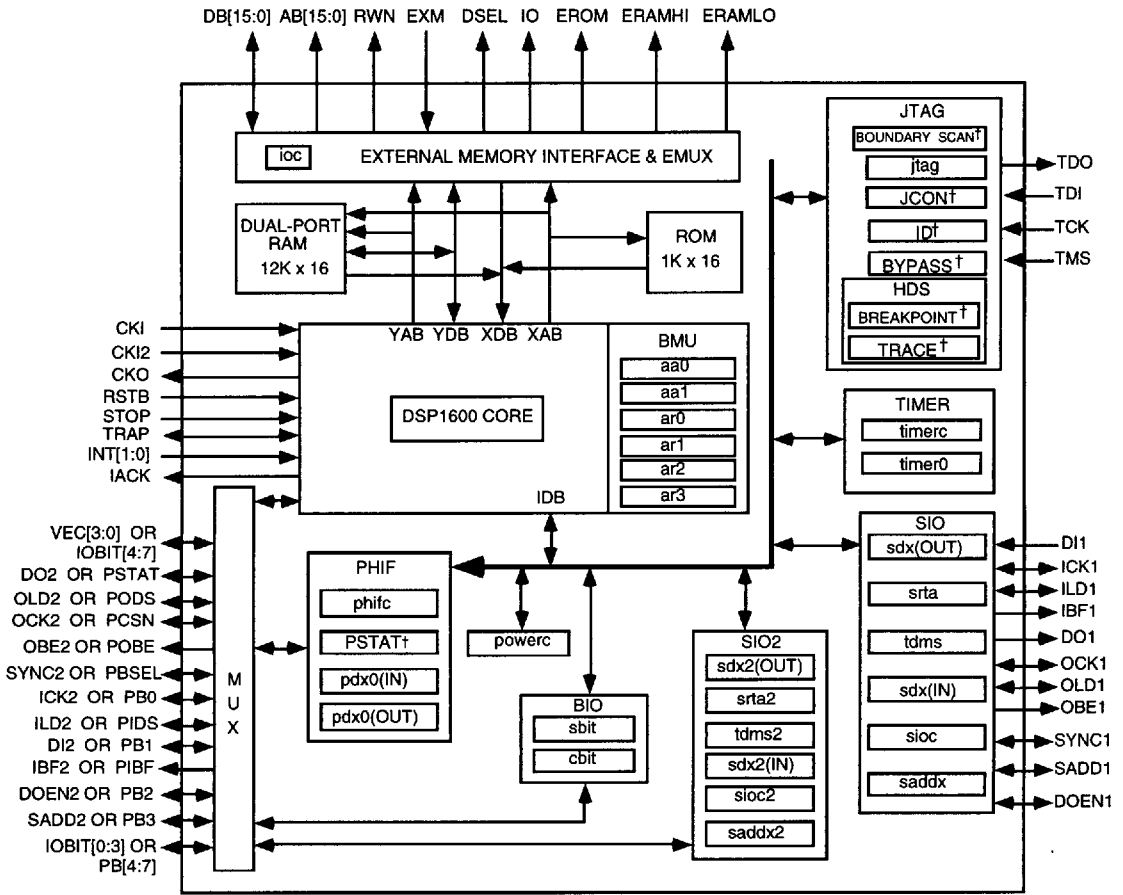 DB[15:0] AB[15:0] RWN EXM DSEL IO EROM ERAMHI ERAMLO
ioc
EXTERNAL MEMORY INTERFACE & EMUX
DUAL-PORT
RAM
12K x 16
ROM
1K x 16
JTAG
BOUNDARY SCAN†
jtag
JCON†
ID†
BYPASS†
HDS
BREAKPOINT†
TRACE†
TDO
TDI
TCK
TMS
CKI
CKI2
CKO
RSTB
STOP
TRAP
INT[1:0]
IACK
YAB YDB XDB XAB
DSP1600 CORE
IDB
BMU
aa0
aa1
ar0
ar1
ar2
ar3
TIMER
timerc
timer0
VEC[3:0] OR
IOBIT[4:7]
DO2 OR PSTAT
OLD2 OR PODS
OCK2 OR PCSN
OBE2 OR POBE
SYNC2 OR PBSEL
ICK2 OR PB0
ILD2 OR PIDS
DI2 OR PB1
IBF2 OR PIBF
DOEN2 OR PB2
SADD2 OR PB3
IOBIT[0:3] OR
PB[4:7]
M
U
X
PHIF
phifc
PSTAT†
pdx0(IN)
pdx0(OUT)
powerc
BIO
sbit
cbit
SIO2
sdx2(OUT)
srta2
tdms2
sdx2(IN)
sioc2
saddx2
SIO
sdx(OUT)
srta
tdms
sdx(IN)
sioc
saddx
DI1
ICK1
ILD1
IBF1
DO1
OCK1
OLD1
OBE1
SYNC1
SADD1
DOEN1